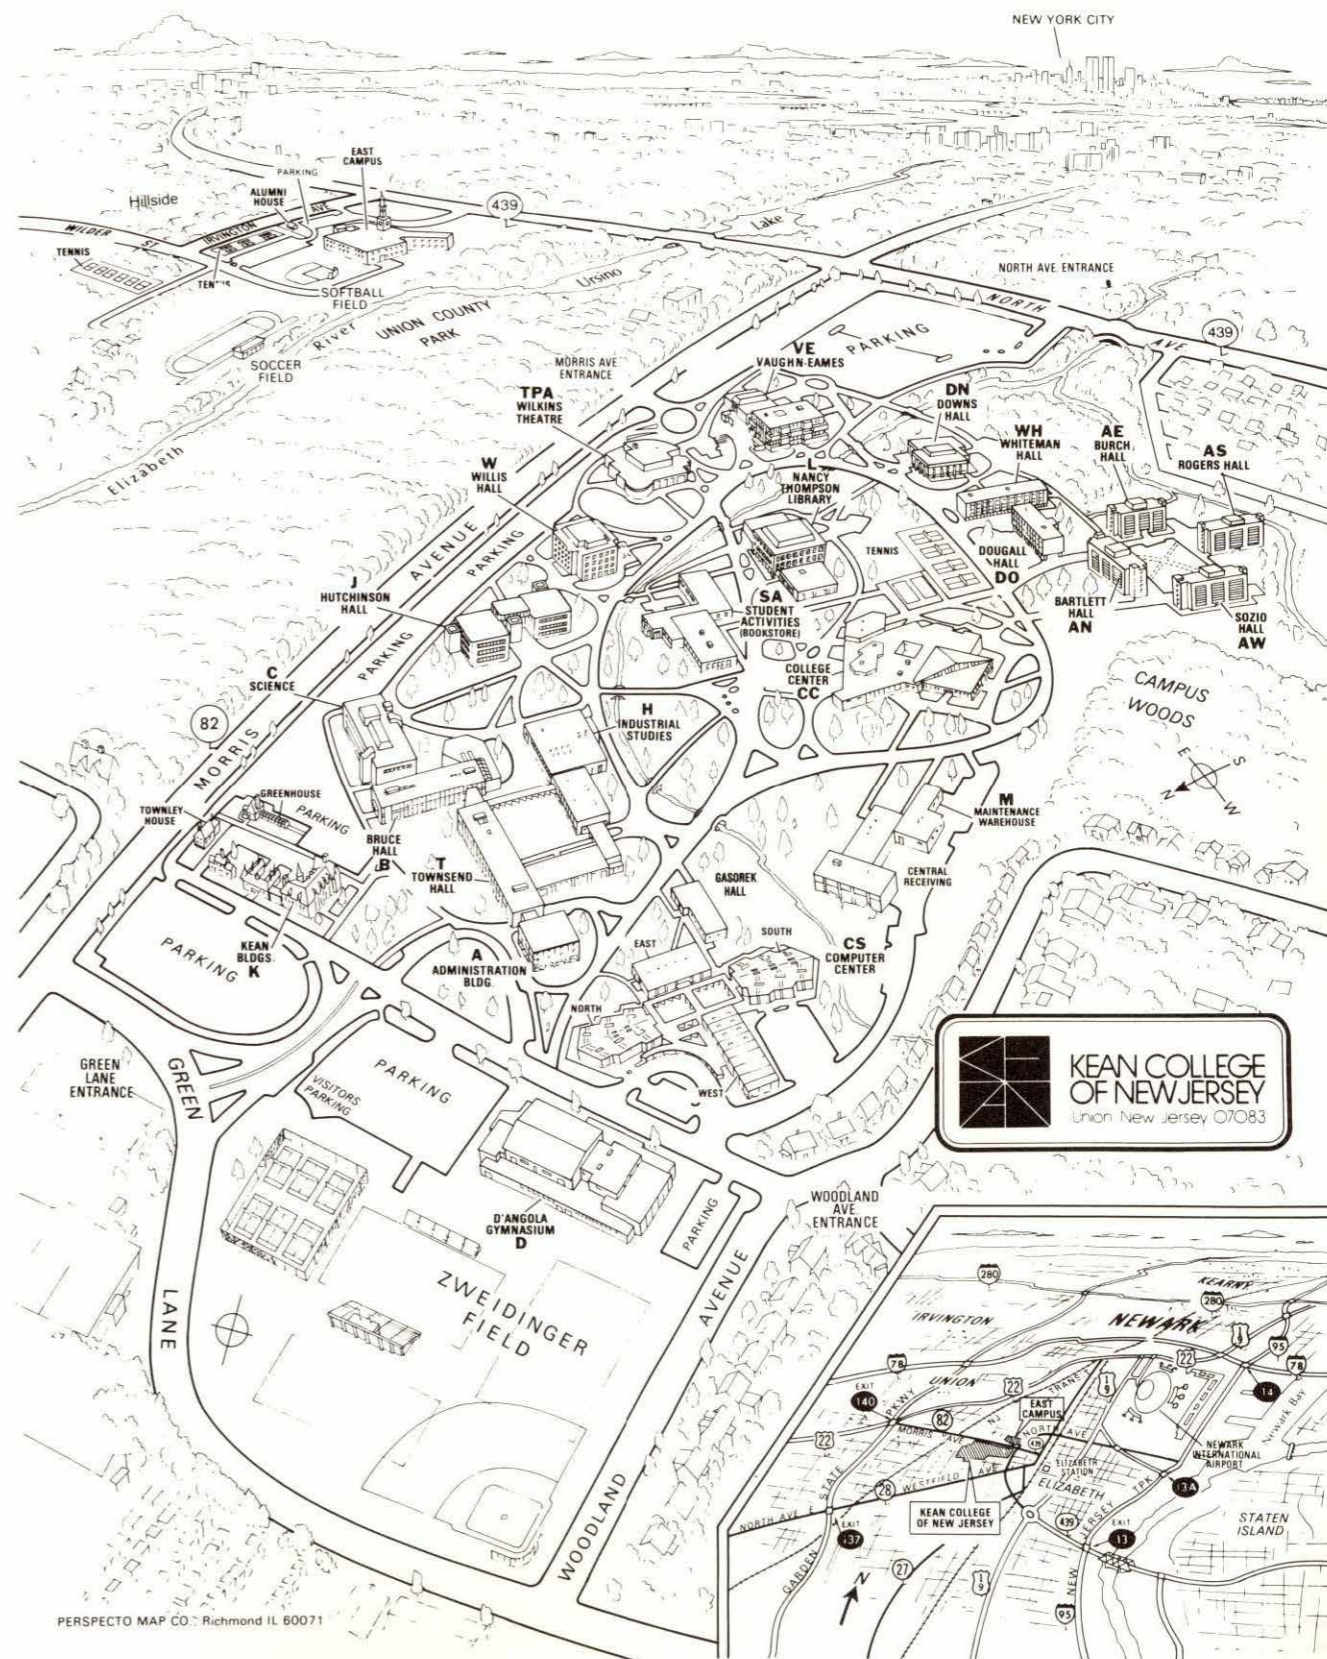 NEW YORK CITY
EAST
CAMPUS
PARKING
ALUMNI
HOUSE
Hillside
439
WILDER
IRVINGTON AVE
ST
TENNIS
TENNIS
SOFTBALL
FIELD
Lake
Ursino
NORTH AVE. ENTRANCE
NORTH AVE
439
River
UNION COUNTY
PARK
SOCCER
FIELD
Elizabeth
MORRIS AVE
ENTRANCE
PARKING
VE
VAUGHN-EAMES
TPA
WILKINS
THEATRE
DN
DOWNS
HALL
WH
WHITEMAN
HALL
AE
BURCH
HALL
AS
ROGERS HALL
W
WILLIS
HALL
L
NANCY
THOMPSON
LIBRARY
TENNIS
DOUGALL
HALL
DO
BARTLETT
HALL
AN
SOZIO
HALL
AW
MORRIS AVENUE
PARKING
PARKING
J
HUTCHINSON
HALL
SA
STUDENT
ACTIVITIES
(BOOKSTORE)
COLLEGE
CENTER
CC
C
SCIENCE
82
H
INDUSTRIAL
STUDIES
CAMPUS
WOODS
E
S
N
W
TOWNLEY
HOUSE
GREENHOUSE
PARKING
BRUCE
HALL
B
T
TOWNSEND
HALL
M
MAINTENANCE
WAREHOUSE
CENTRAL
RECEIVING
GASOREK
HALL
PARKING
KEAN
BLDGS.
K
A
ADMINISTRATION
BLDG.
EAST
SOUTH
CS
COMPUTER
CENTER
NORTH
WEST
GREEN
LANE
ENTRANCE
GREEN LANE
VISITORS
PARKING
PARKING
KEAN COLLEGE
OF NEW JERSEY
Union New Jersey 07083
D'ANGOLA
GYMNASIUM
D
PARKING
WOODLAND
AVE.
ENTRANCE
ZWEIDINGER
FIELD
WOODLAND AVENUE
280
KEARNY
280
IRVINGTON
NEWARK
1
9
95
78
22
78
EXIT
140
PKWY
UNION
22
TRANSIT
1
9
14
EAST
CAMPUS
82
NJ
MORRIS AVE
NORTH AVE
439
22
Newark Bay
NEWARK
INTERNATIONAL
AIRPORT
ELIZABETH
STATION
WESTFIELD AVE
28
ELIZABETH
TPK
13A
STATE
NORTH AVE E
KEAN COLLEGE
OF NEW JERSEY
EXIT
137
439
JERSEY
EXIT
13
STATEN
ISLAND
GARDEN
N
27
1
9
NEW
95
PERSPECTO MAP CO. Richmond IL 60071